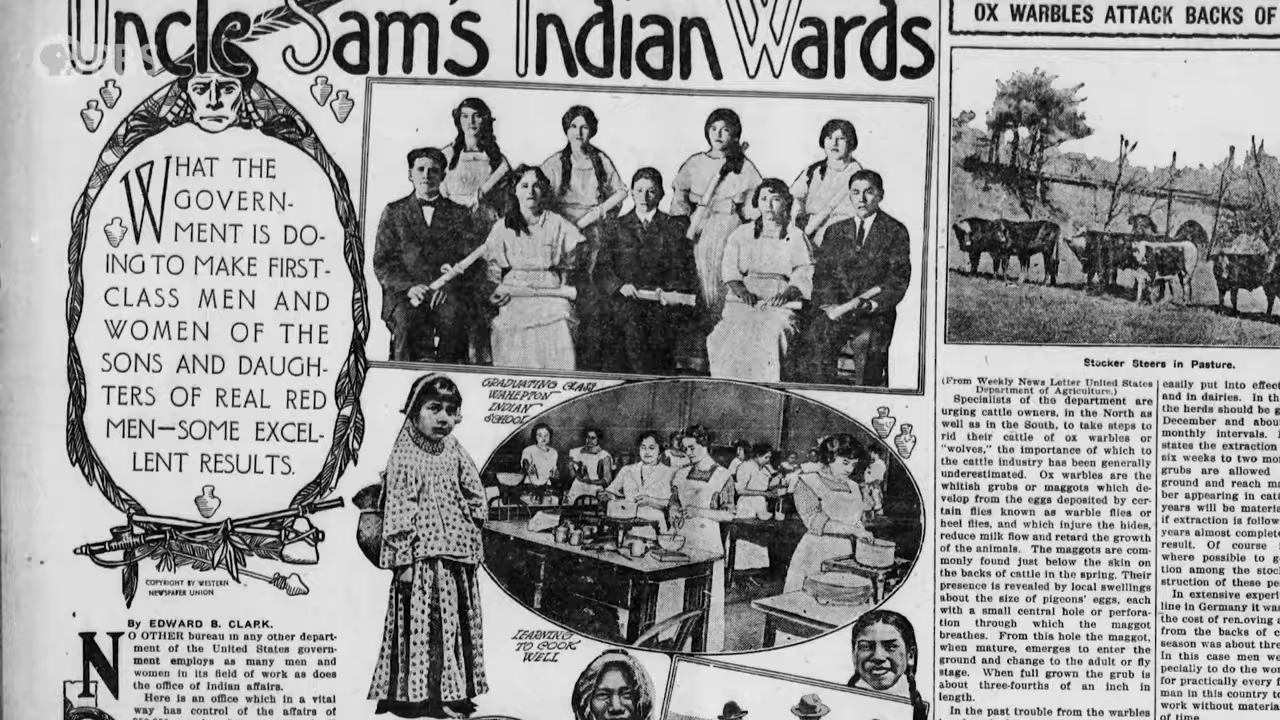 Uncle Sam's Indian Wards
PBS
WHAT THE
GOVERN-
MENT IS DO-
ING TO MAKE FIRST-
CLASS MEN AND
WOMEN OF THE
SONS AND DAUGH-
TERS OF REAL RED
MEN—SOME EXCEL-
LENT RESULTS.
COPYRIGHT BY WESTERN
NEWSPAPER UNION
By EDWARD B. CLARK.
NO OTHER bureau in any other depart-
ment of the United States govern-
ment employs as many men and
women in its field of work as does
the office of Indian affairs.
Here is an office which in a vital
way has control of the affairs of
GRADUATING CLASS
WAHEPTON
INDIAN
SCHOOL
LEARNING
TO COOK
WELL
OX WARBLES ATTACK BACKS OF
Stocker Steers in Pasture.
(From Weekly News Letter United States
Department of Agriculture.)
Specialists of the department are
urging cattle owners, in the North as
well as in the South, to take steps to
rid their cattle of ox warbles or
"wolves," the importance of which to
the cattle industry has been generally
underestimated. Ox warbles are the
whitish grubs or maggots which de-
velop from the eggs deposited by cer-
tain flies known as warble flies or
heel flies, and which injure the hides,
reduce milk flow and retard the growth
of the animals. The maggots are com-
monly found just below the skin on
the backs of cattle in the spring. Their
presence is revealed by local swellings
about the size of pigeons' eggs, each
with a small central hole or perfora-
tion through which the maggot
breathes. From this hole the maggot,
when mature, emerges to enter the
ground and change to the adult or fly
stage. When full grown the grub is
about three-fourths of an inch in
length.
In the past trouble from the warbles
easily put into effec
and in dairies. In th
the herds should be
December and abou
monthly intervals.
states the extraction
six weeks to two mo
grubs are allowed
ground and reach ma
ber appearing in catt
years will be materi
if extraction is follow
years almost complet
result. Of course
where possible to g
tion among the stoc
struction of these pe
In extensive experi
line in Germany it wa
the cost of removing
from the backs of c
season was about thre
In this case men we
pecially to do the wor
for practically every f
man in this country to
work without material
of time.